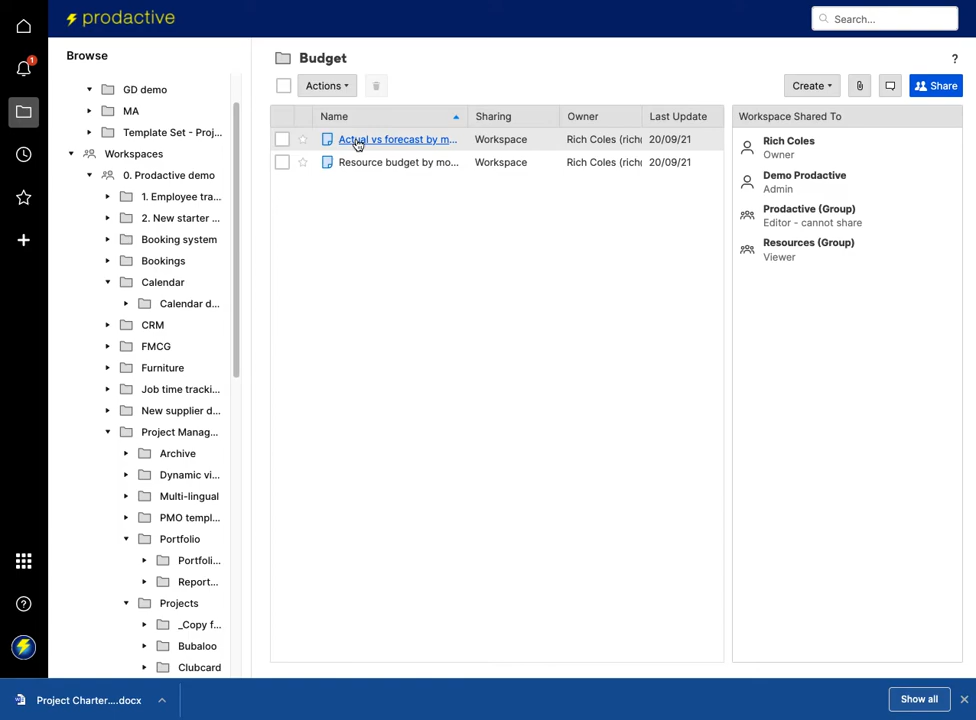 prodactive
Search...
1
Browse
GD demo
MA
Template Set - Proj...
Workspaces
0. Prodactive demo
1. Employee tra...
2. New starter ...
Booking system
Bookings
Calendar
Calendar d...
CRM
FMCG
Furniture
Job time tracki...
New supplier d...
Project Manag...
Archive
Dynamic vi...
Multi-lingual
PMO templ...
Portfolio
Portfoli...
Report...
Projects
_Copy f...
Bubaloo
Clubcard
Budget
?
Actions
Create
Share
Name Sharing Owner Last Update
Actual vs forecast by m... Workspace Rich Coles (rich 20/09/21
Resource budget by mo... Workspace Rich Coles (rich 20/09/21
Workspace Shared To
Rich Coles
Owner
Demo Prodactive
Admin
Prodactive (Group)
Editor - cannot share
Resources (Group)
Viewer
Project Charter....docx
Show all